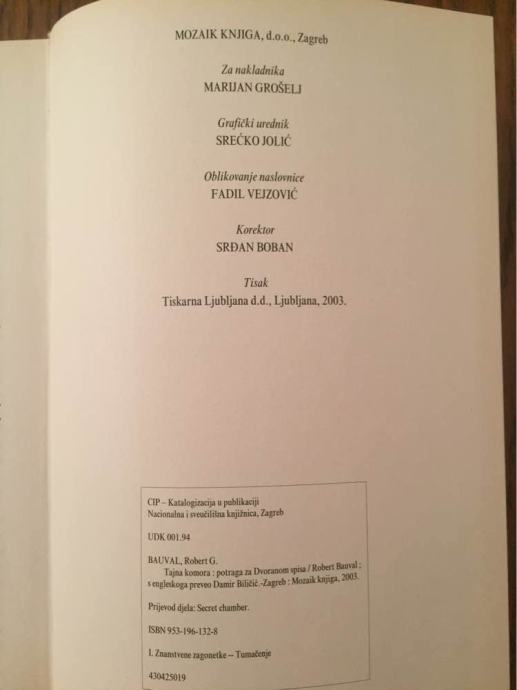 MOZAIK KNJIGA, d.o.o., Zagreb
Za nakladnika
MARIJAN GROŠELJ
Grafički urednik
SREĆKO JOLIĆ
Oblikovanje naslovnice
FADIL VEJZOVIĆ
Korektor
SRĐAN BOBAN
Tisak
Tiskarna Ljubljana d.d., Ljubljana, 2003.
CIP – Katalogizacija u publikaciji
Nacionalna i sveučilišna knjižnica, Zagreb
UDK 001.94
BAUVAL, Robert G.
Tajna komora : potraga za Dvoranom spisa / Robert Bauval ;
s engleskoga preveo Damir Biličić.-Zagreb : Mozaik knjiga, 2003.
Prijevod djela: Secret chamber.
ISBN 953-196-132-8
I. Znanstvene zagonetke -- Tumačenje
430425019